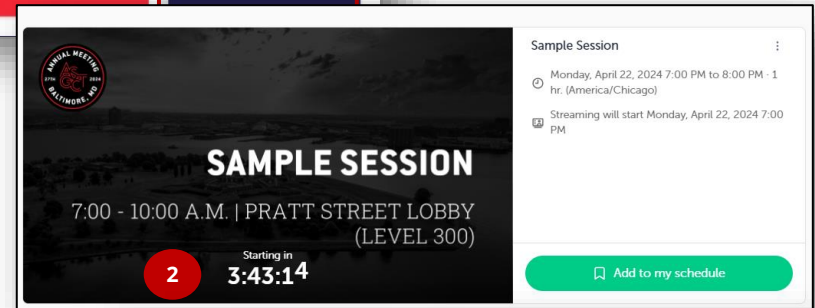 ANNUAL MEETING
27TH 2024
BALTIMORE, MD
SAMPLE SESSION
7:00 - 10:00 A.M. | PRATT STREET LOBBY
(LEVEL 300)
Starting in
2
3:43:14
Sample Session
Monday, April 22, 2024 7:00 PM to 8:00 PM · 1
hr. (America/Chicago)
Streaming will start Monday, April 22, 2024 7:00
PM
Add to my schedule